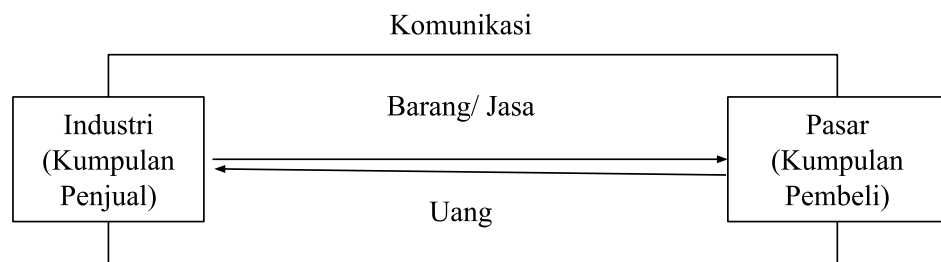 Komunikasi
Barang/ Jasa
Industri
(Kumpulan
Penjual)
Pasar
(Kumpulan
Pembeli)
Uang